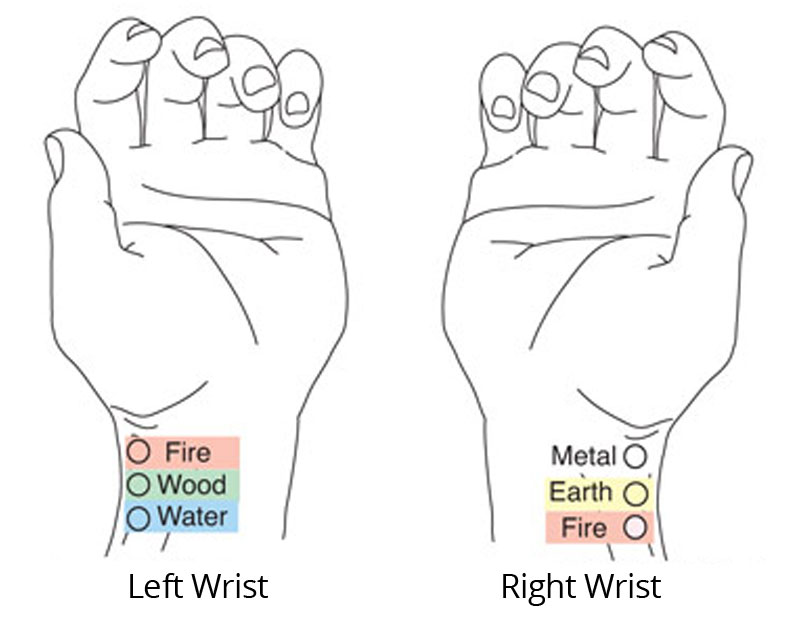 Fire
Wood
Water
Left Wrist
Metal
Earth
Fire
Right Wrist